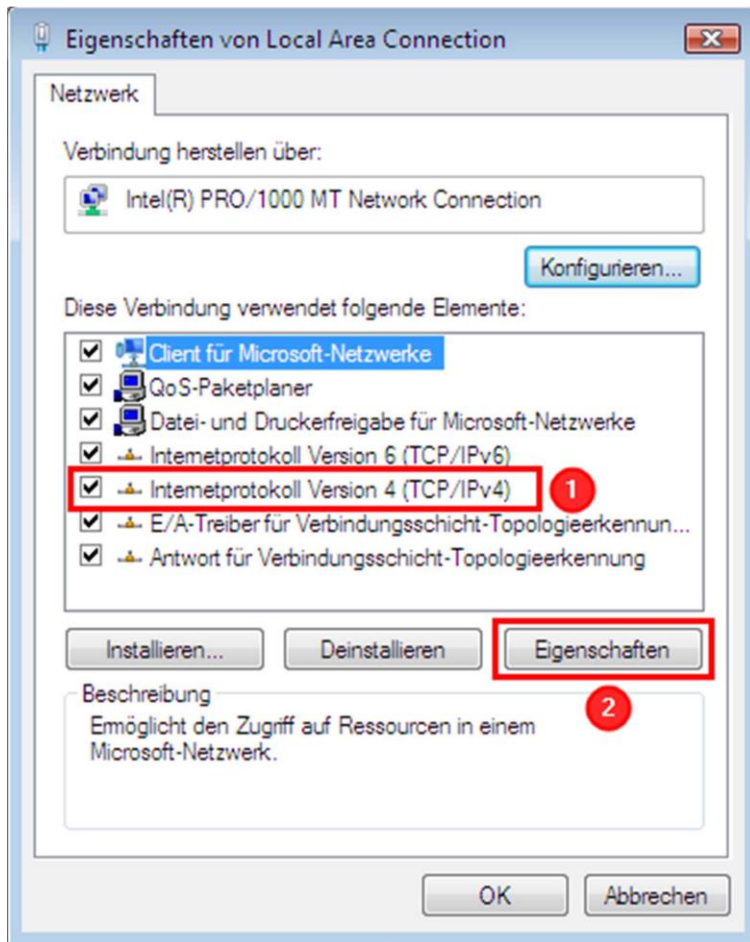 Eigenschaften von Local Area Connection
Netzwerk
Verbindung herstellen über:
Intel(R) PRO/1000 MT Network Connection
Konfigurieren...
Diese Verbindung verwendet folgende Elemente:
Client für Microsoft-Netzwerke
QoS-Paketplaner
Datei- und Druckerfreigabe für Microsoft-Netzwerke
Internetprotokoll Version 6 (TCP/IPv6)
Internetprotokoll Version 4 (TCP/IPv4) 1
E/A-Treiber für Verbindungsschicht-Topologieerkennun...
Antwort für Verbindungsschicht-Topologieerkennung
Installieren... Deinstallieren Eigenschaften
2
Beschreibung
Ermöglicht den Zugriff auf Ressourcen in einem
Microsoft-Netzwerk.
OK Abbrechen